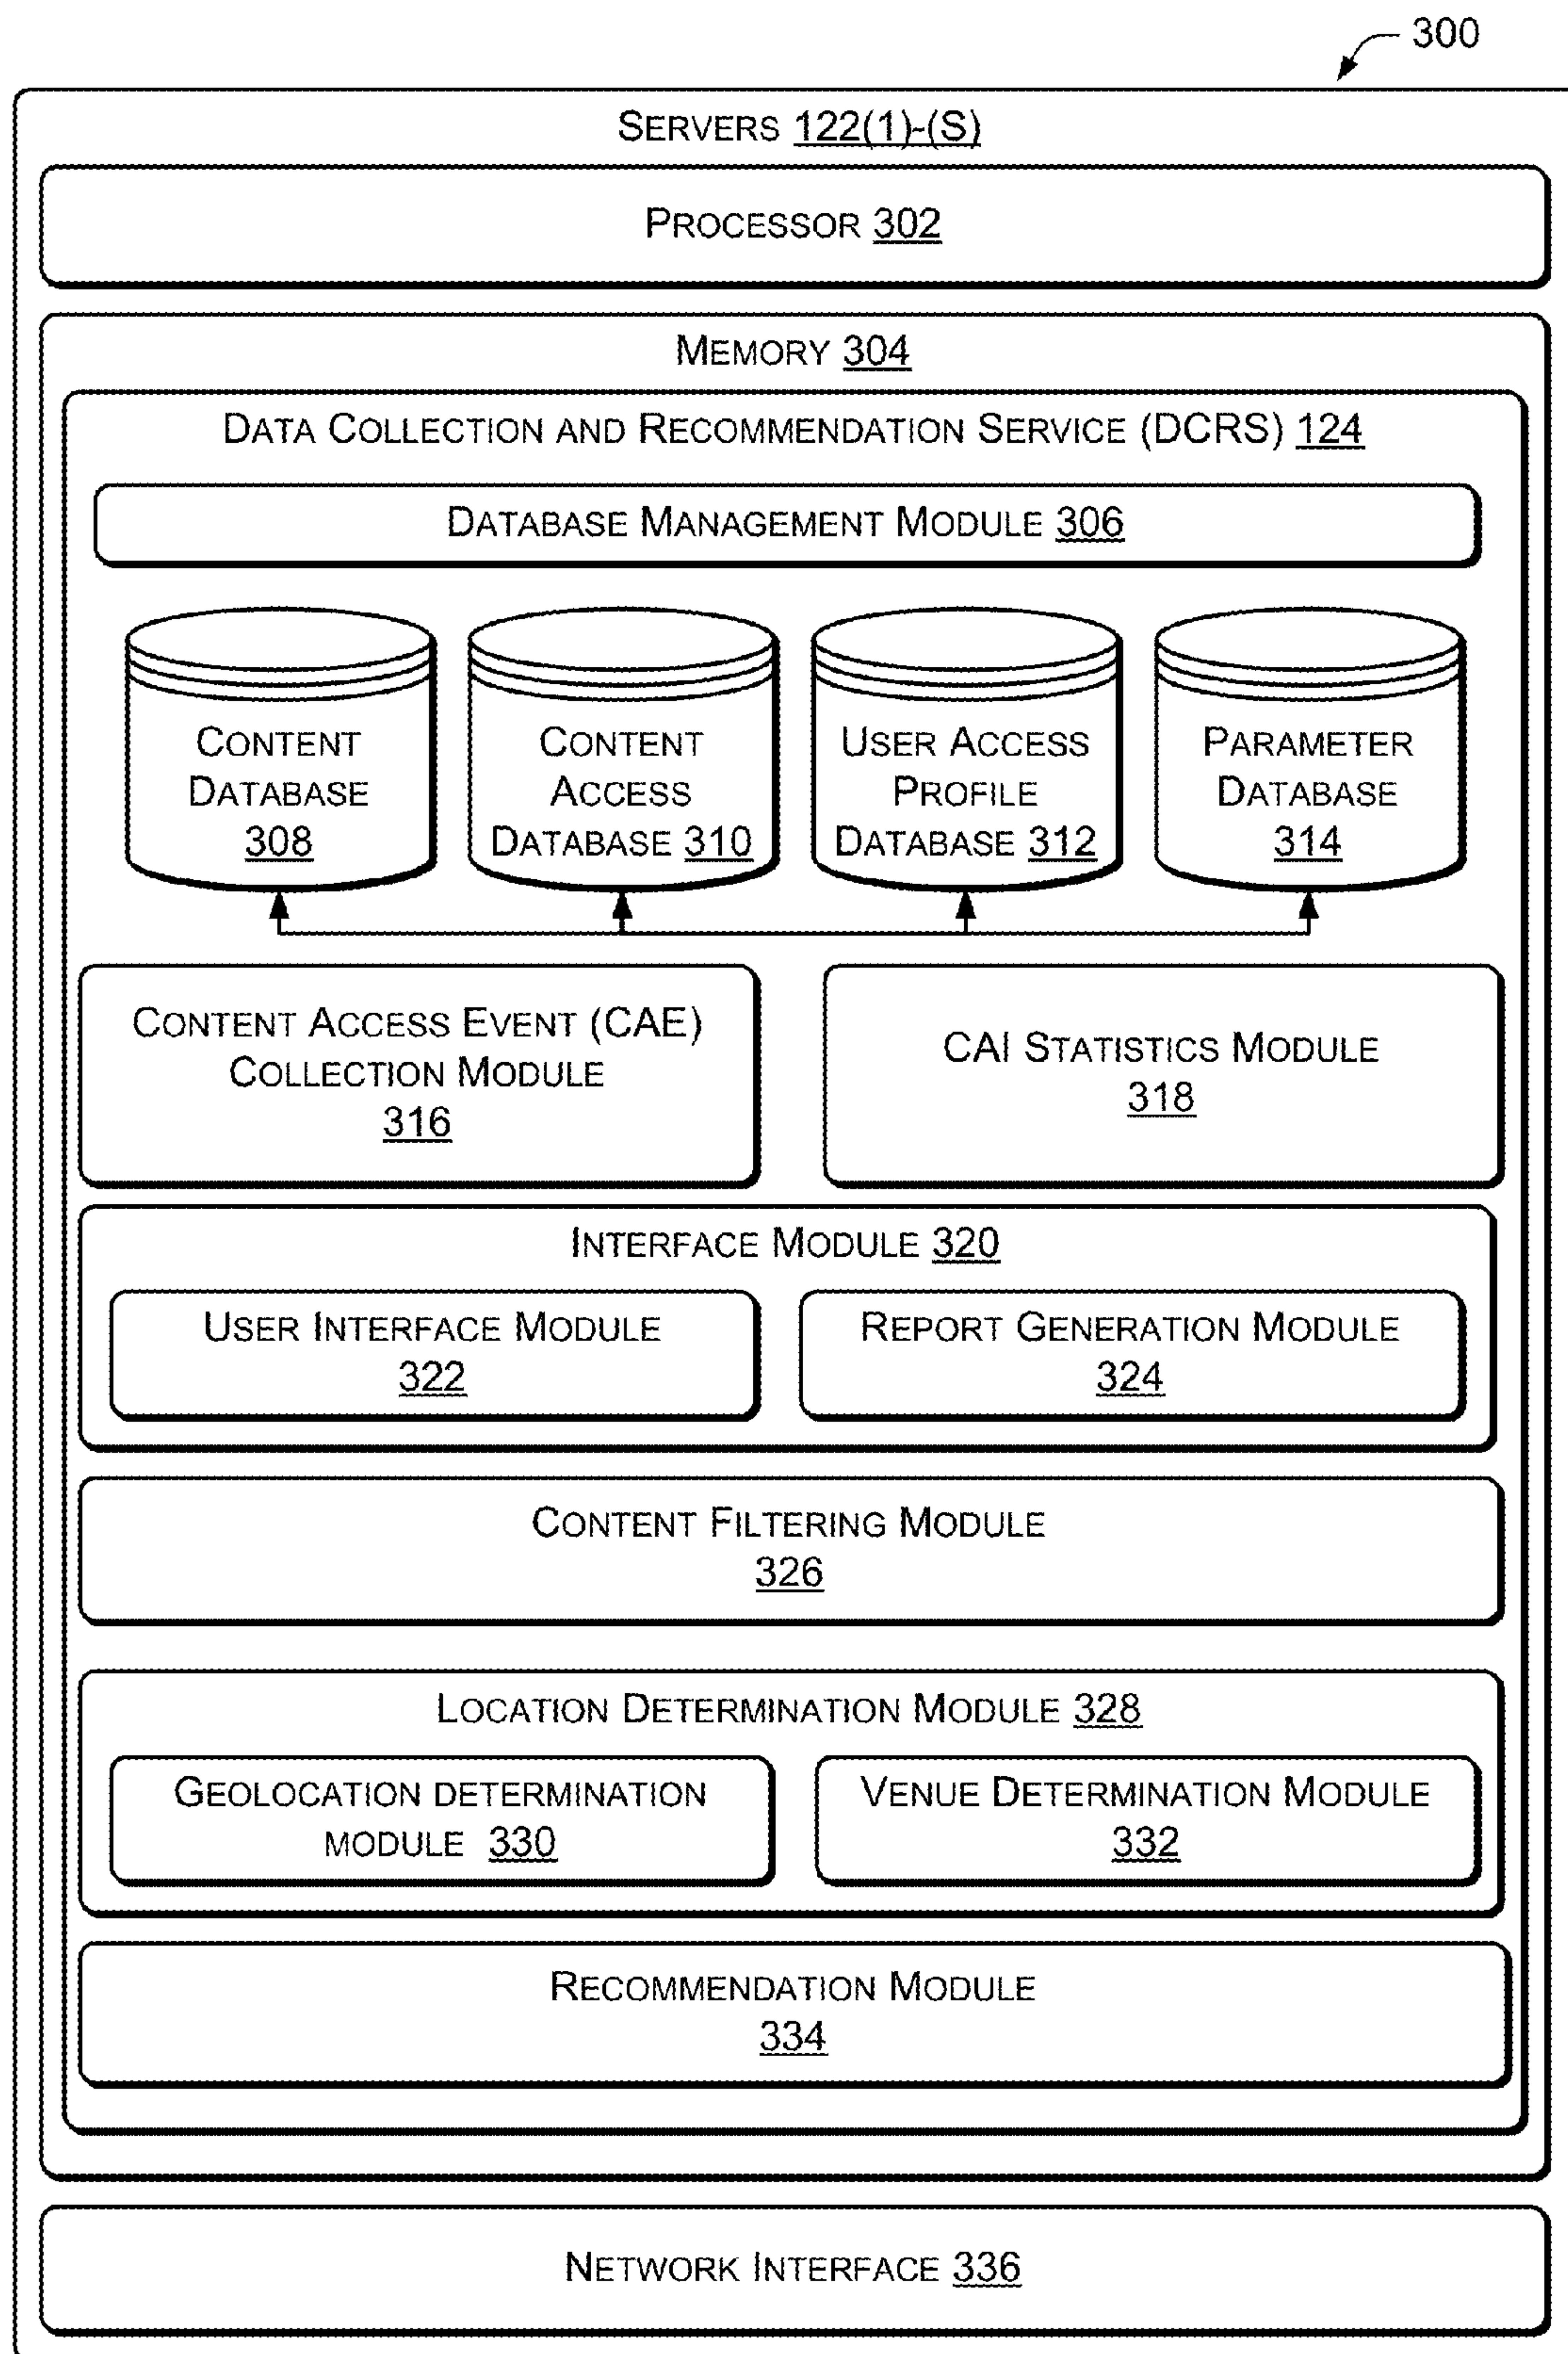 300
SERVERS 122(1)-(S)
PROCESSOR 302
MEMORY 304
DATA COLLECTION AND RECOMMENDATION SERVICE (DCRS) 124
DATABASE MANAGEMENT MODULE 306
CONTENT
DATABASE
308
CONTENT
ACCESS
DATABASE 310
USER ACCESS
PROFILE
DATABASE 312
PARAMETER
DATABASE
314
CONTENT ACCESS EVENT (CAE)
COLLECTION MODULE
316
CAI STATISTICS MODULE
318
INTERFACE MODULE 320
USER INTERFACE MODULE
322
REPORT GENERATION MODULE
324
CONTENT FILTERING MODULE
326
LOCATION DETERMINATION MODULE 328
GEOLOCATION DETERMINATION
MODULE 330
VENUE DETERMINATION MODULE
332
RECOMMENDATION MODULE
334
NETWORK INTERFACE 336